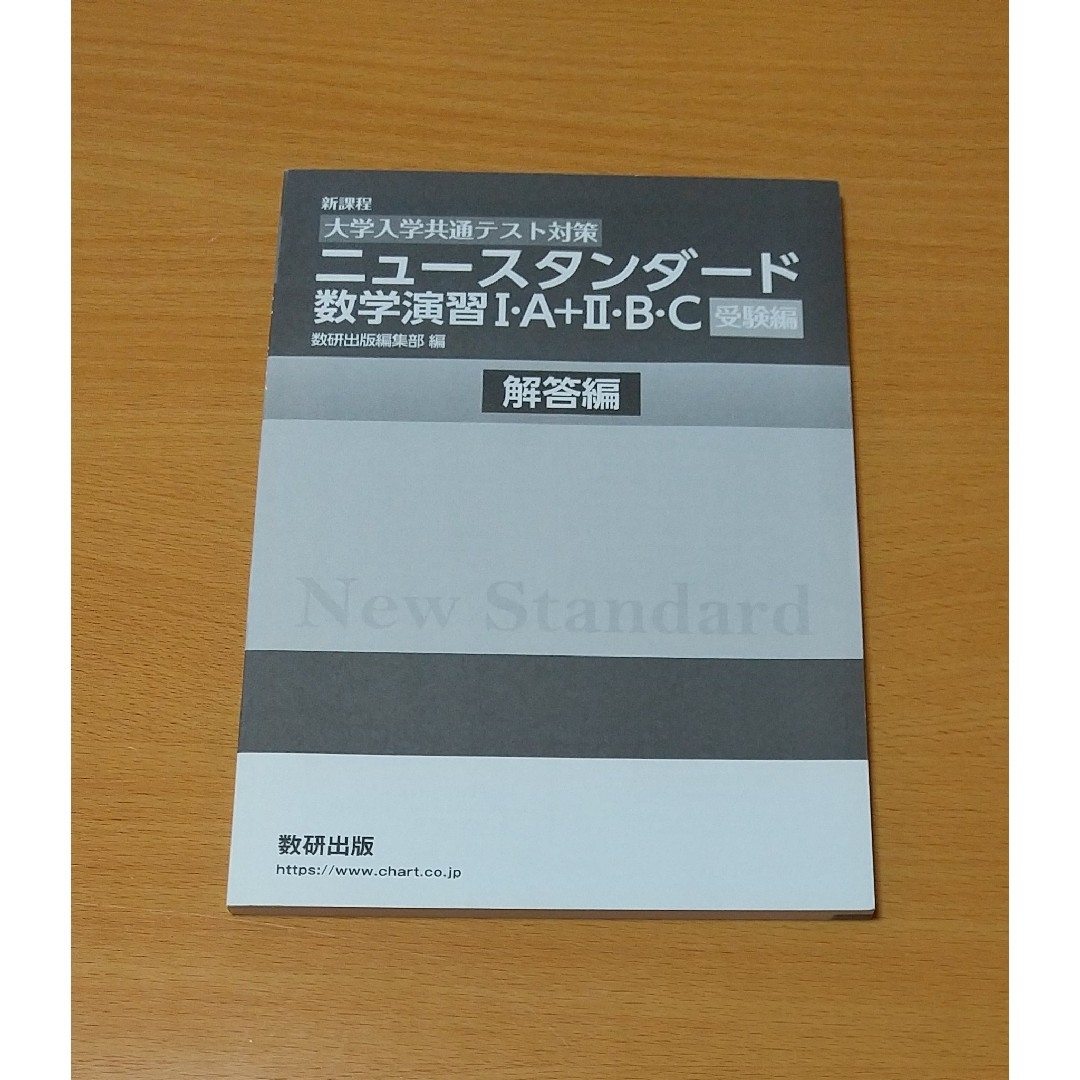 新課程
大学入学共通テスト対策
ニュースタンダード
数学演習Ⅰ・A+Ⅱ・B・C 受験編
数研出版編集部 編
解答編
New Standard
数研出版
https://www.chart.co.jp